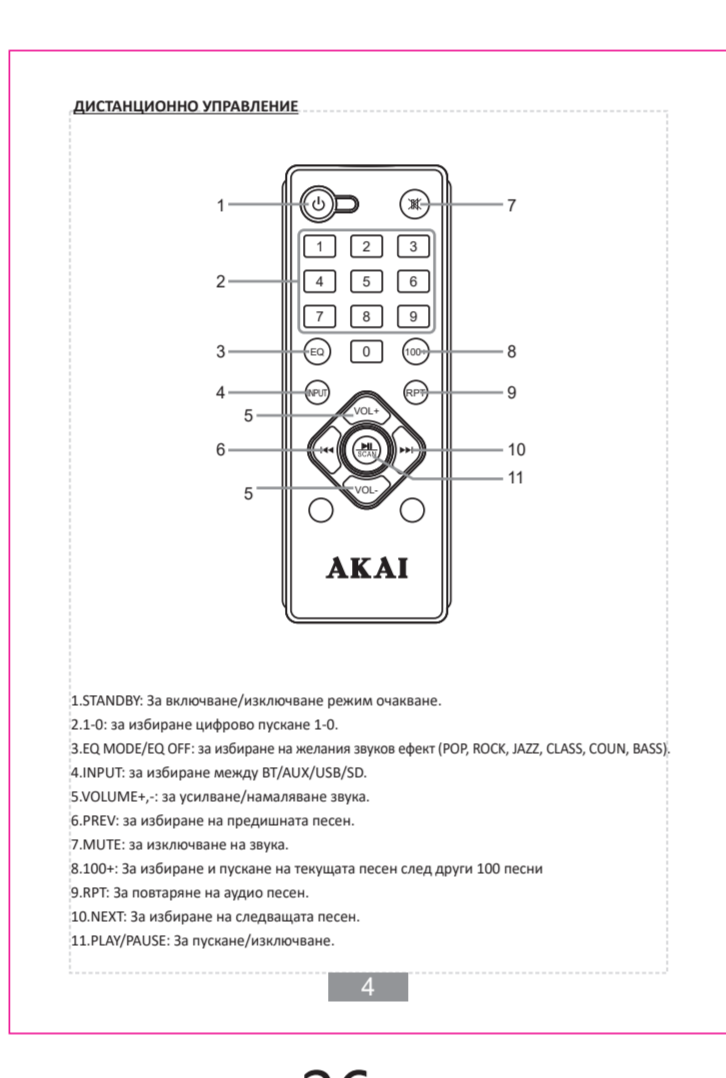 ДИСТАНЦИОННО УПРАВЛЕНИЕ
1
7
1 2 3
2
4 5 6
7 8 9
3
EQ 0 100+
8
4
INPUT RPT
9
5
VOL+
6
SCAN
10
11
5
VOL-
AKAI
1.STANDBY: За включване/изключване режим очакване.
2.1-0: за избиране цифрово пускане 1-0.
3.EQ MODE/EQ OFF: за избиране на желания звуков ефект (POP, ROCK, JAZZ, CLASS, COUN, BASS).
4.INPUT: за избиране между BT/AUX/USB/SD.
5.VOLUME+,-: за усилване/намаляване звука.
6.PREV: за избиране на предишната песен.
7.MUTE: за изключване на звука.
8.100+: За избиране и пускане на текущата песен след други 100 песни
9.RPT: За повтаряне на аудио песен.
10.NEXT: За избиране на следващата песен.
11.PLAY/PAUSE: За пускане/изключване.
4